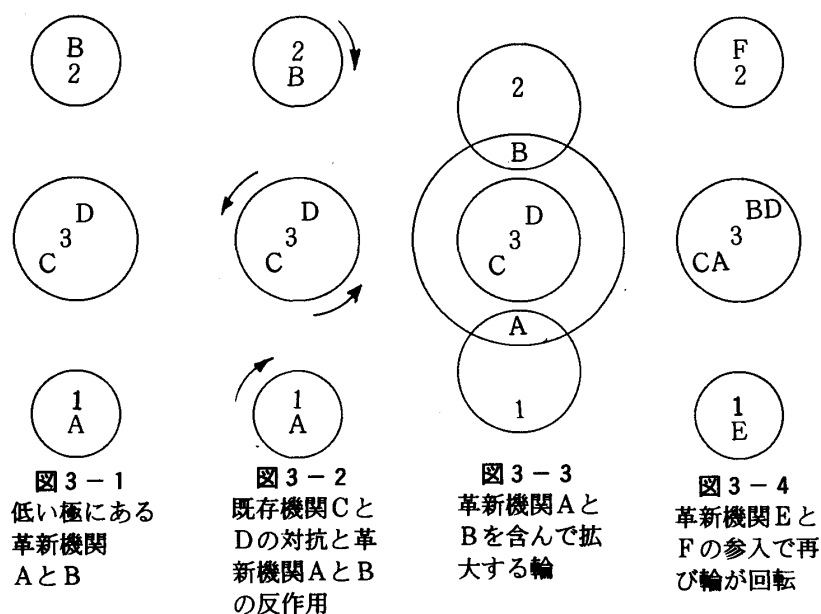 B
2
D
3
C
1
A
図3－1
低い極にある
革新機関
AとB
2
B
D
3
C
1
A
図3－2
既存機関Cと
Dの対抗と革
新機関AとB
の反作用
2
B
D
3
C
A
1
図3－3
革新機関Aと
Bを含んで拡
大する輪
F
2
BD
3
CA
1
E
図3－4
革新機関Eと
Fの参入で再
び輪が回転